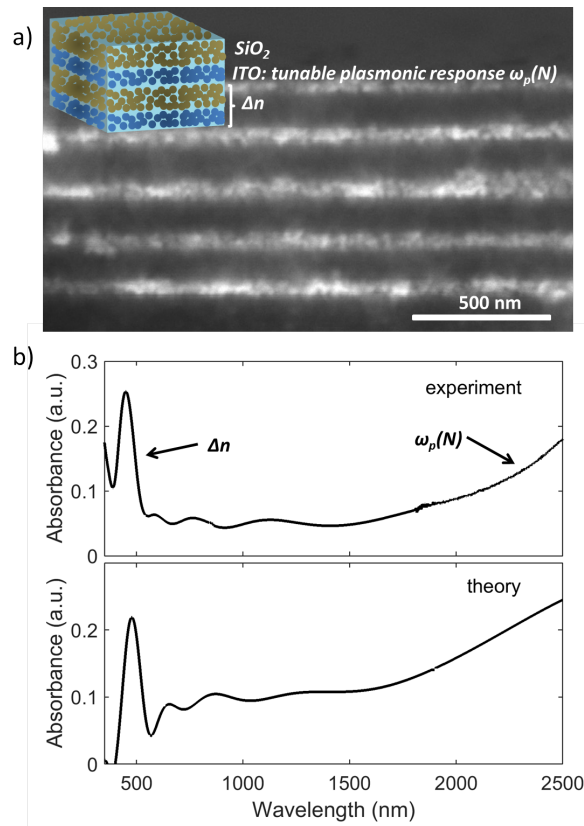 a)
SiO2
ITO: tunable plasmonic response ωp(N)
Δn
500 nm
b)
0.3
0.2
0.1
0
Absorbance (a.u.)
experiment
Δn
ωp(N)
0.2
0.1
0
Absorbance (a.u.)
theory
500
1000
1500
2000
2500
Wavelength (nm)